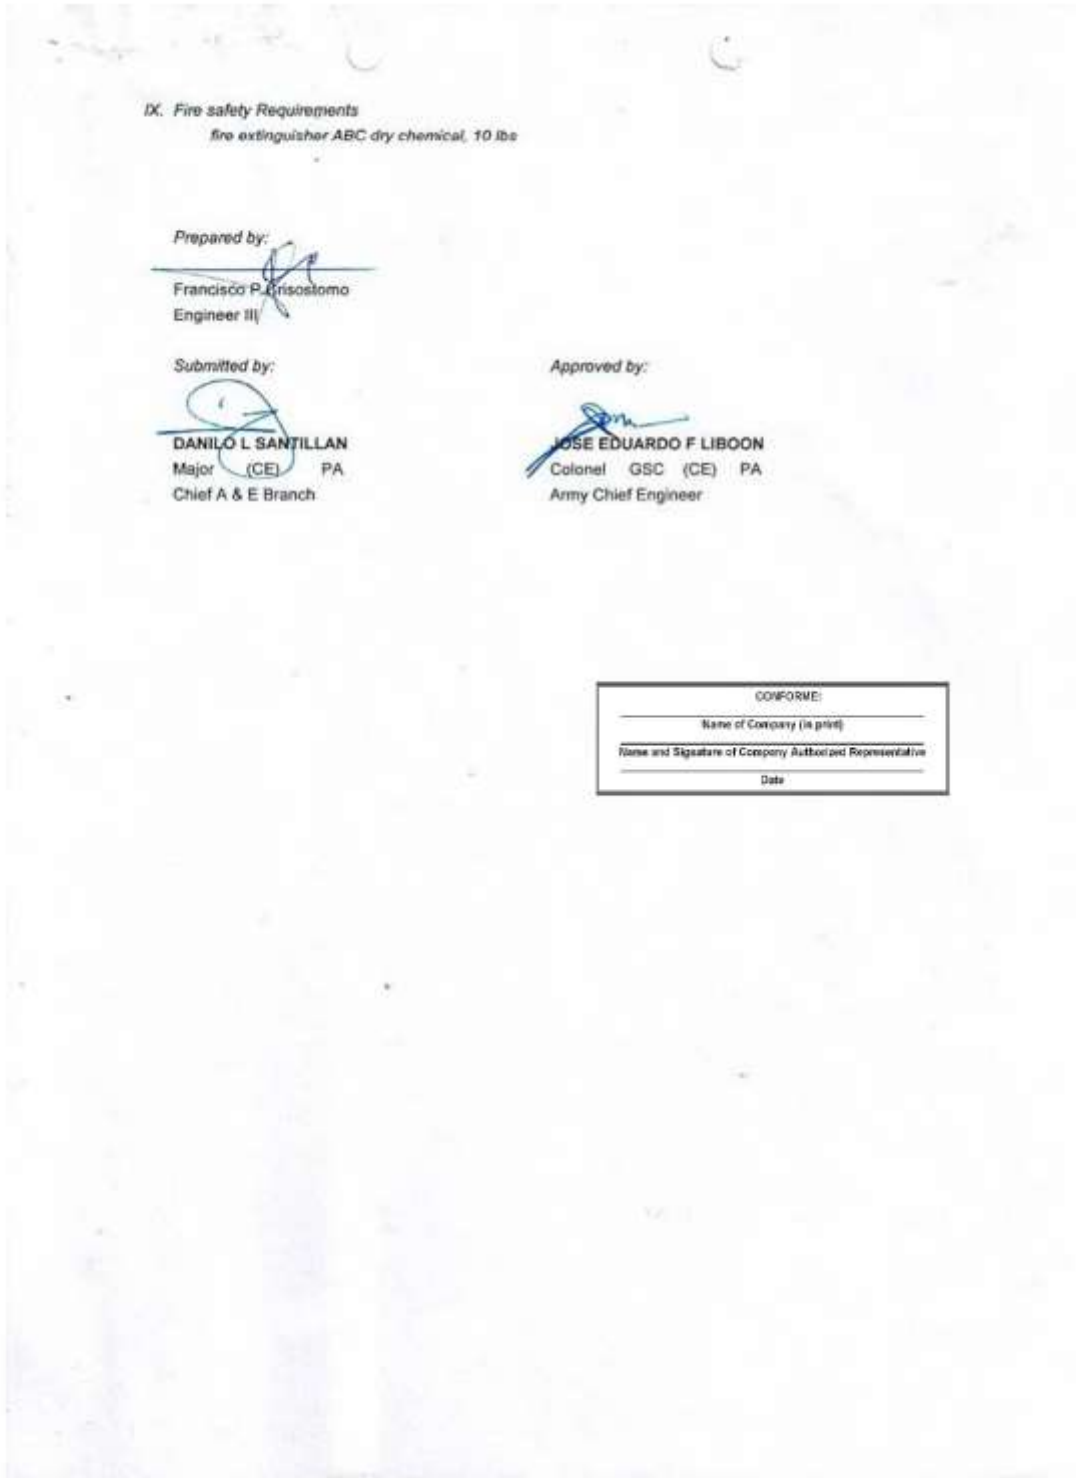 IX. Fire safety Requirements
fire extinguisher ABC dry chemical, 10 lbs
Prepared by:
Francisco P. Crisostomo
Engineer III
Submitted by:
DANILO L SANTILLAN
Major (CE) PA
Chief A & E Branch
Approved by:
JOSE EDUARDO F LIBOON
Colonel GSC (CE) PA
Army Chief Engineer
CONFORME:
Name of Company (in print)
Name and Signature of Company Authorized Representative
Date